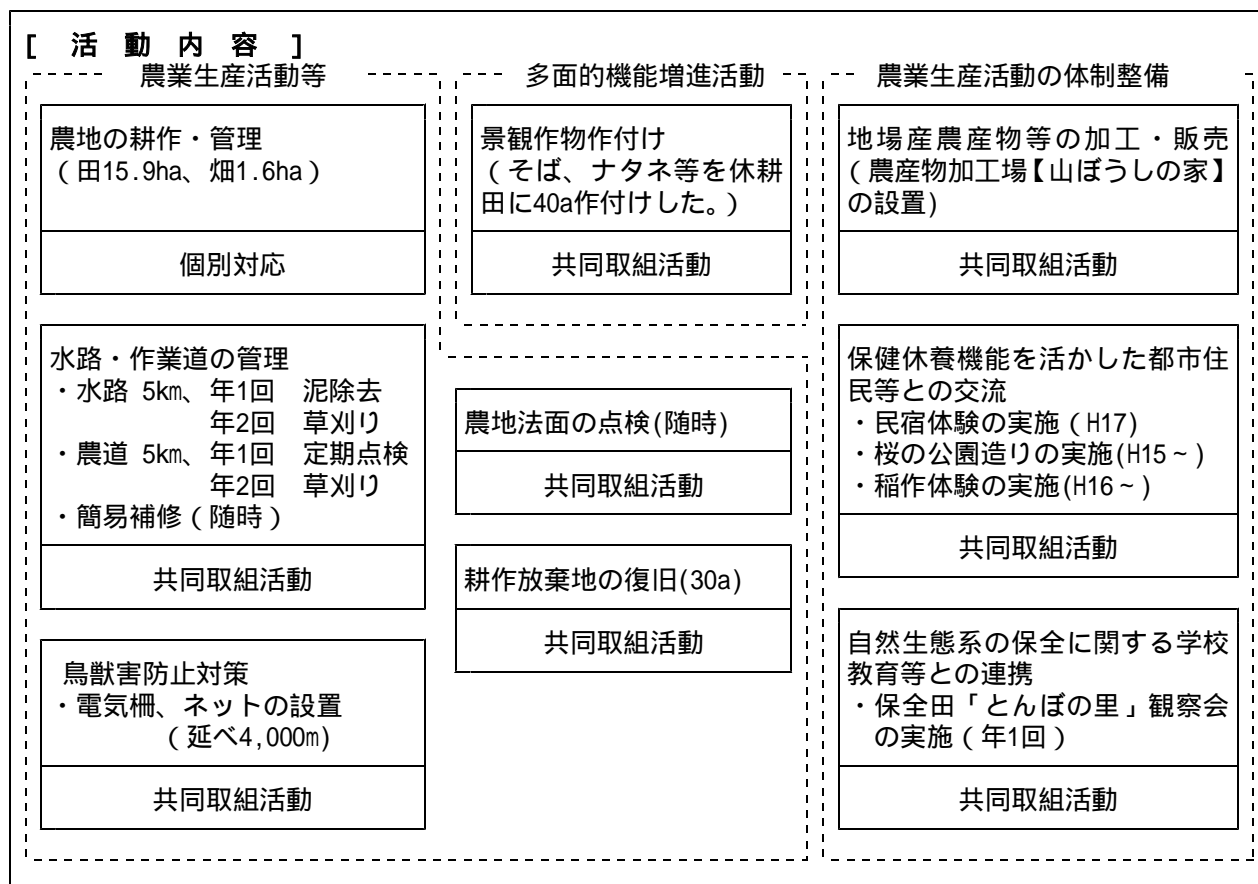 [　活　動　内　容　]
農業生産活動等
農地の耕作・管理
（田15.9ha、畑1.6ha）
個別対応
水路・作業道の管理
・水路 5km、年1回　泥除去
年2回　草刈り
・農道 5km、年1回　定期点検
年2回　草刈り
・簡易補修（随時）
共同取組活動
鳥獣害防止対策
・電気柵、ネットの設置
（延べ4,000m)
共同取組活動
農地法面の点検(随時)
共同取組活動
耕作放棄地の復旧(30a)
共同取組活動
多面的機能増進活動
景観作物作付け
（そば、ナタネ等を休耕
田に40a作付けした。）
共同取組活動
農業生産活動の体制整備
地場産農産物等の加工・販売
（農産物加工場【山ぼうしの家】
の設置)
共同取組活動
保健休養機能を活かした都市住
民等との交流
・民宿体験の実施（H17)
・桜の公園造りの実施(H15～)
・稲作体験の実施(H16～)
共同取組活動
自然生態系の保全に関する学校
教育等との連携
・保全田「とんぼの里」観察会
の実施（年1回）
共同取組活動